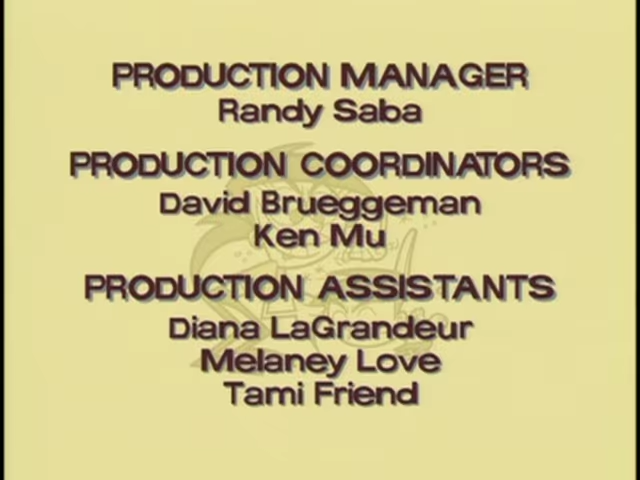 PRODUCTION MANAGER
Randy Saba
PRODUCTION COORDINATORS
David Brueggeman
Ken Mu
PRODUCTION ASSISTANTS
Diana LaGrandeur
Melaney Love
Tami Friend